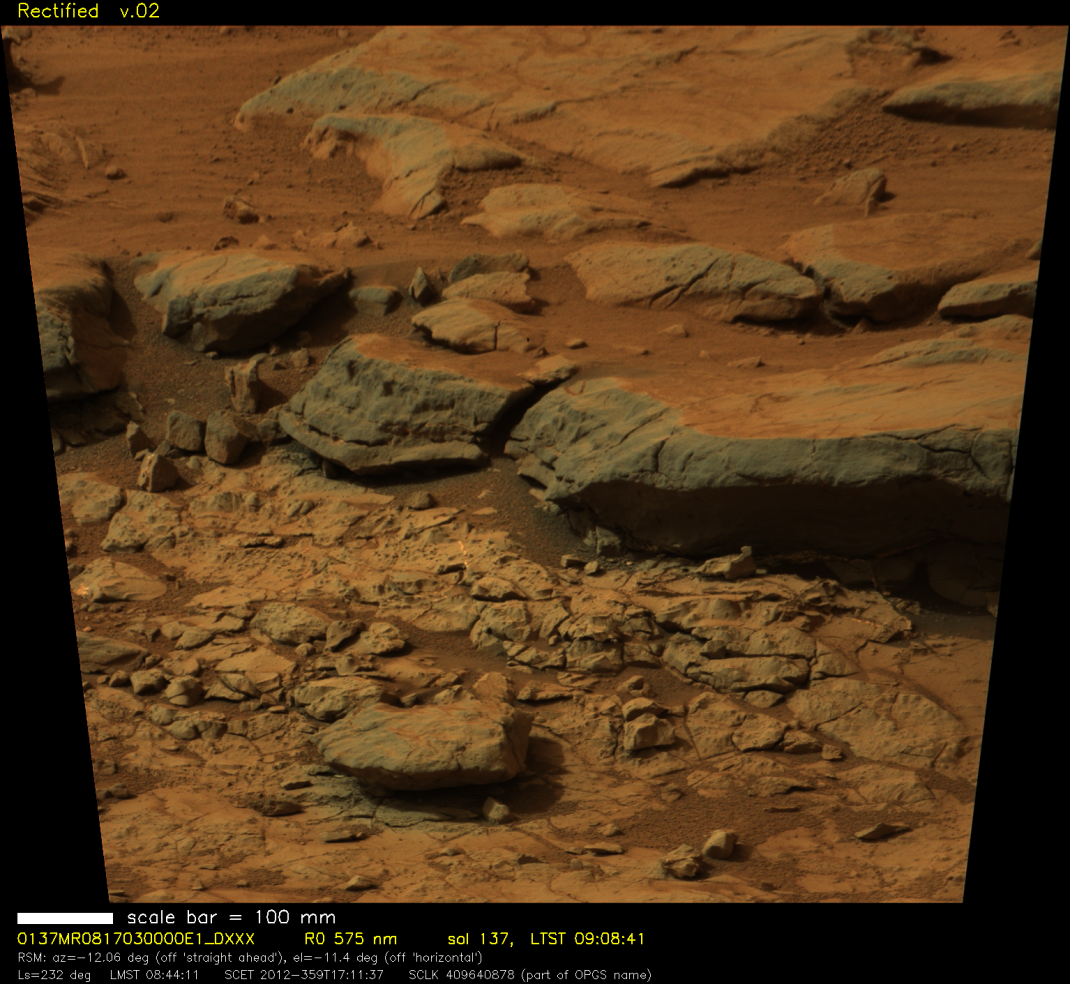 Rectified v.02
scale bar = 100 mm
0137MR0817030000E1_DXXX R0 575 nm sol 137, LTST 09:08:41
RSM: az=-12.06 deg (off 'straight ahead'), el=-11.4 deg (off 'horizontal')
Ls=232 deg LMST 08:44:11 SCET 2012-359T17:11:37 SCLK 409640878 (part of OPGS name)